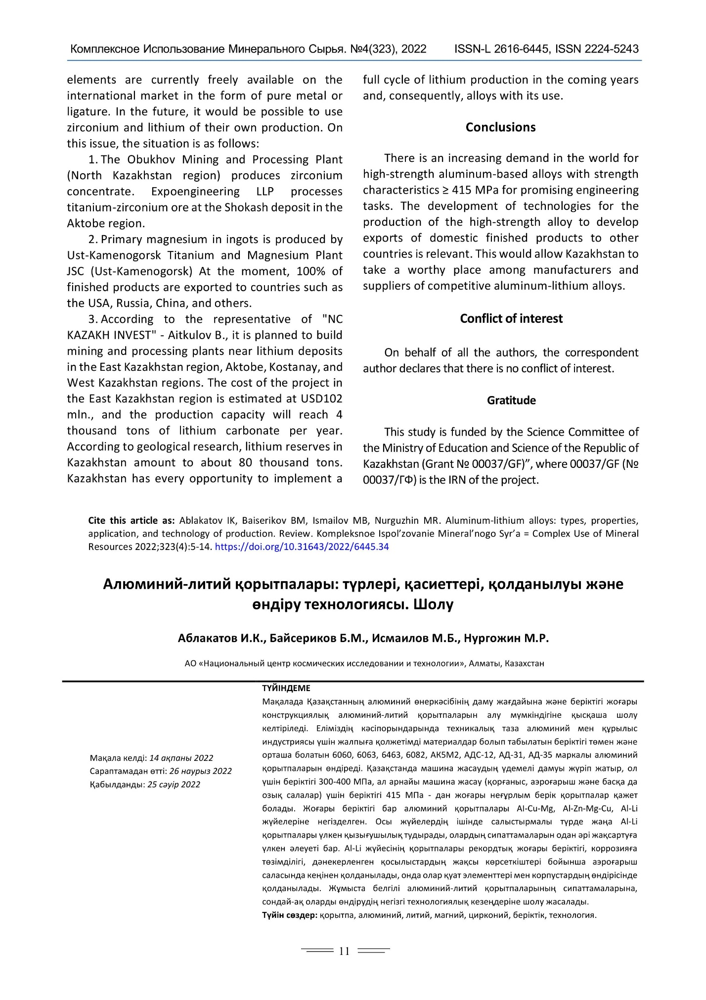 Комплексное Использование Минерального Сырья. №4(323), 2022 ISSN-L 2616-6445, ISSN 2224-5243
elements are currently freely available on the
international market in the form of pure metal or
ligature. In the future, it would be possible to use
zirconium and lithium of their own production. On
this issue, the situation is as follows:
1. The Obukhov Mining and Processing Plant
(North Kazakhstan region) produces zirconium
concentrate. Expoengineering LLP processes
titanium-zirconium ore at the Shokash deposit in the
Aktobe region.
2. Primary magnesium in ingots is produced by
Ust-Kamenogorsk Titanium and Magnesium Plant
JSC (Ust-Kamenogorsk) At the moment, 100% of
finished products are exported to countries such as
the USA, Russia, China, and others.
3. According to the representative of "NC
KAZAKH INVEST" - Aitkulov B., it is planned to build
mining and processing plants near lithium deposits
in the East Kazakhstan region, Aktobe, Kostanay, and
West Kazakhstan regions. The cost of the project in
the East Kazakhstan region is estimated at USD102
mln., and the production capacity will reach 4
thousand tons of lithium carbonate per year.
According to geological research, lithium reserves in
Kazakhstan amount to about 80 thousand tons.
Kazakhstan has every opportunity to implement a
full cycle of lithium production in the coming years
and, consequently, alloys with its use.
Conclusions
There is an increasing demand in the world for
high-strength aluminum-based alloys with strength
characteristics ≥ 415 MPa for promising engineering
tasks. The development of technologies for the
production of the high-strength alloy to develop
exports of domestic finished products to other
countries is relevant. This would allow Kazakhstan to
take a worthy place among manufacturers and
suppliers of competitive aluminum-lithium alloys.
Conflict of interest
On behalf of all the authors, the correspondent
author declares that there is no conflict of interest.
Gratitude
This study is funded by the Science Committee of
the Ministry of Education and Science of the Republic of
Kazakhstan (Grant № 00037/GF)”, where 00037/GF (№
00037/ГФ) is the IRN of the project.
Cite this article as: Ablakatov IK, Baiserikov BM, Ismailov MB, Nurguzhin MR. Aluminum-lithium alloys: types, properties,
application, and technology of production. Review. Kompleksnoe Ispol’zovanie Mineral’nogo Syr’a = Complex Use of Mineral
Resources 2022;323(4):5-14. https://doi.org/10.31643/2022/6445.34
Алюминий-литий қорытпалары: түрлері, қасиеттері, қолданылуы және
өндіру технологиясы. Шолу
Аблакатов И.К., Байсериков Б.М., Исмаилов М.Б., Нургожин М.Р.
АО «Национальный центр космических исследовании и технологии», Алматы, Казахстан
Мақала келді: 14 ақпаны 2022
Сараптамадан өтті: 26 наурыз 2022
Қабылданды: 25 сәуір 2022
ТҮЙІНДЕМЕ
Мақалада Қазақстанның алюминий өнеркәсібінің даму жағдайына және беріктігі жоғары
конструкциялық алюминий-литий қорытпаларын алу мүмкіндігіне қысқаша шолу
келтіріледі. Еліміздің кәсіпорындарында техникалық таза алюминий мен құрылыс
индустриясы үшін жалпыға қолжетімді материалдар болып табылатын беріктігі төмен және
орташа болатын 6060, 6063, 6463, 6082, АК5М2, АДС-12, АД-31, АД-35 маркалы алюминий
қорытпаларын өндіреді. Қазақстанда машина жасаудың үдемелі дамуы жүріп жатыр, ол
үшін беріктігі 300-400 МПа, ал арнайы машина жасау (қорғаныс, аэроғарыш және басқа да
озық салалар) үшін беріктігі 415 МПа - дан жоғары неғұрлым берік қорытпалар қажет
болады. Жоғары беріктігі бар алюминий қорытпалары Al-Cu-Mg, Al-Zn-Mg-Cu, Al-Li
жүйелеріне негізделген. Осы жүйелердің ішінде салыстырмалы түрде жаңа Al-Li
қорытпалары үлкен қызығушылық тудырады, олардың сипаттамаларын одан әрі жақсартуға
үлкен әлеуеті бар. Al-Li жүйесінің қорытпалары рекордтық жоғары беріктігі, коррозияға
төзімділігі, дәнекерленген қосылыстардың жақсы көрсеткіштері бойынша аэроғарыш
саласында кеңінен қолданылады, онда олар қуат элементтері мен корпустардың өндірісінде
қолданылады. Жұмыста белгілі алюминий-литий қорытпаларының сипаттамаларына,
сондай-ақ оларды өндірудің негізгі технологиялық кезеңдеріне шолу жасалады.
Түйін сөздер: қорытпа, алюминий, литий, магний, цирконий, беріктік, технология.
11